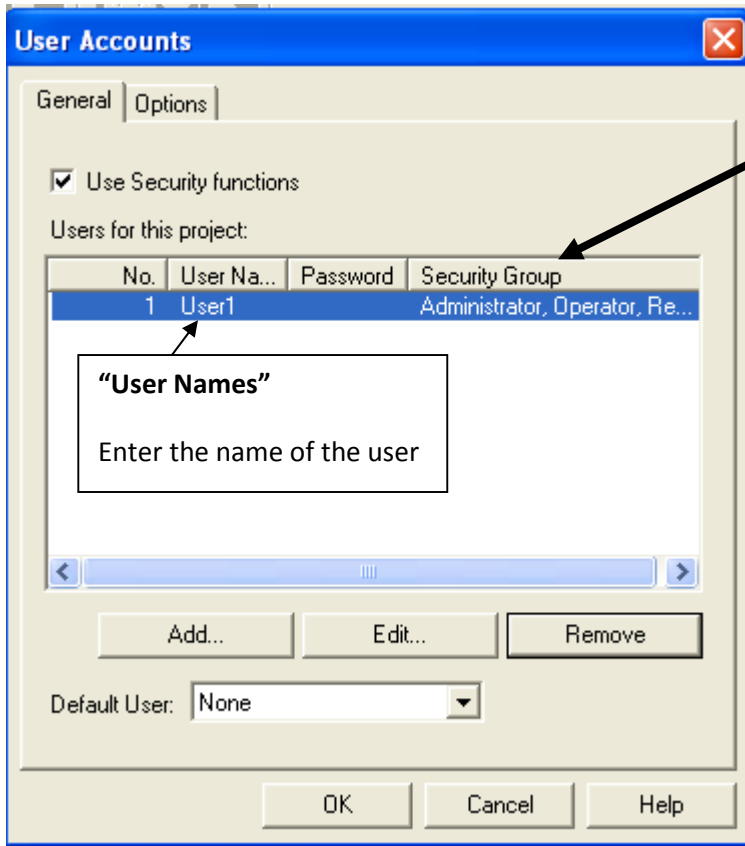 User Accounts
General Options
Use Security functions
Users for this project:
No. User Na... Password Security Group
1 User1 Administrator, Operator, Re...
“User Names”
Enter the name of the user
Add... Edit... Remove
Default User: None
OK Cancel Help